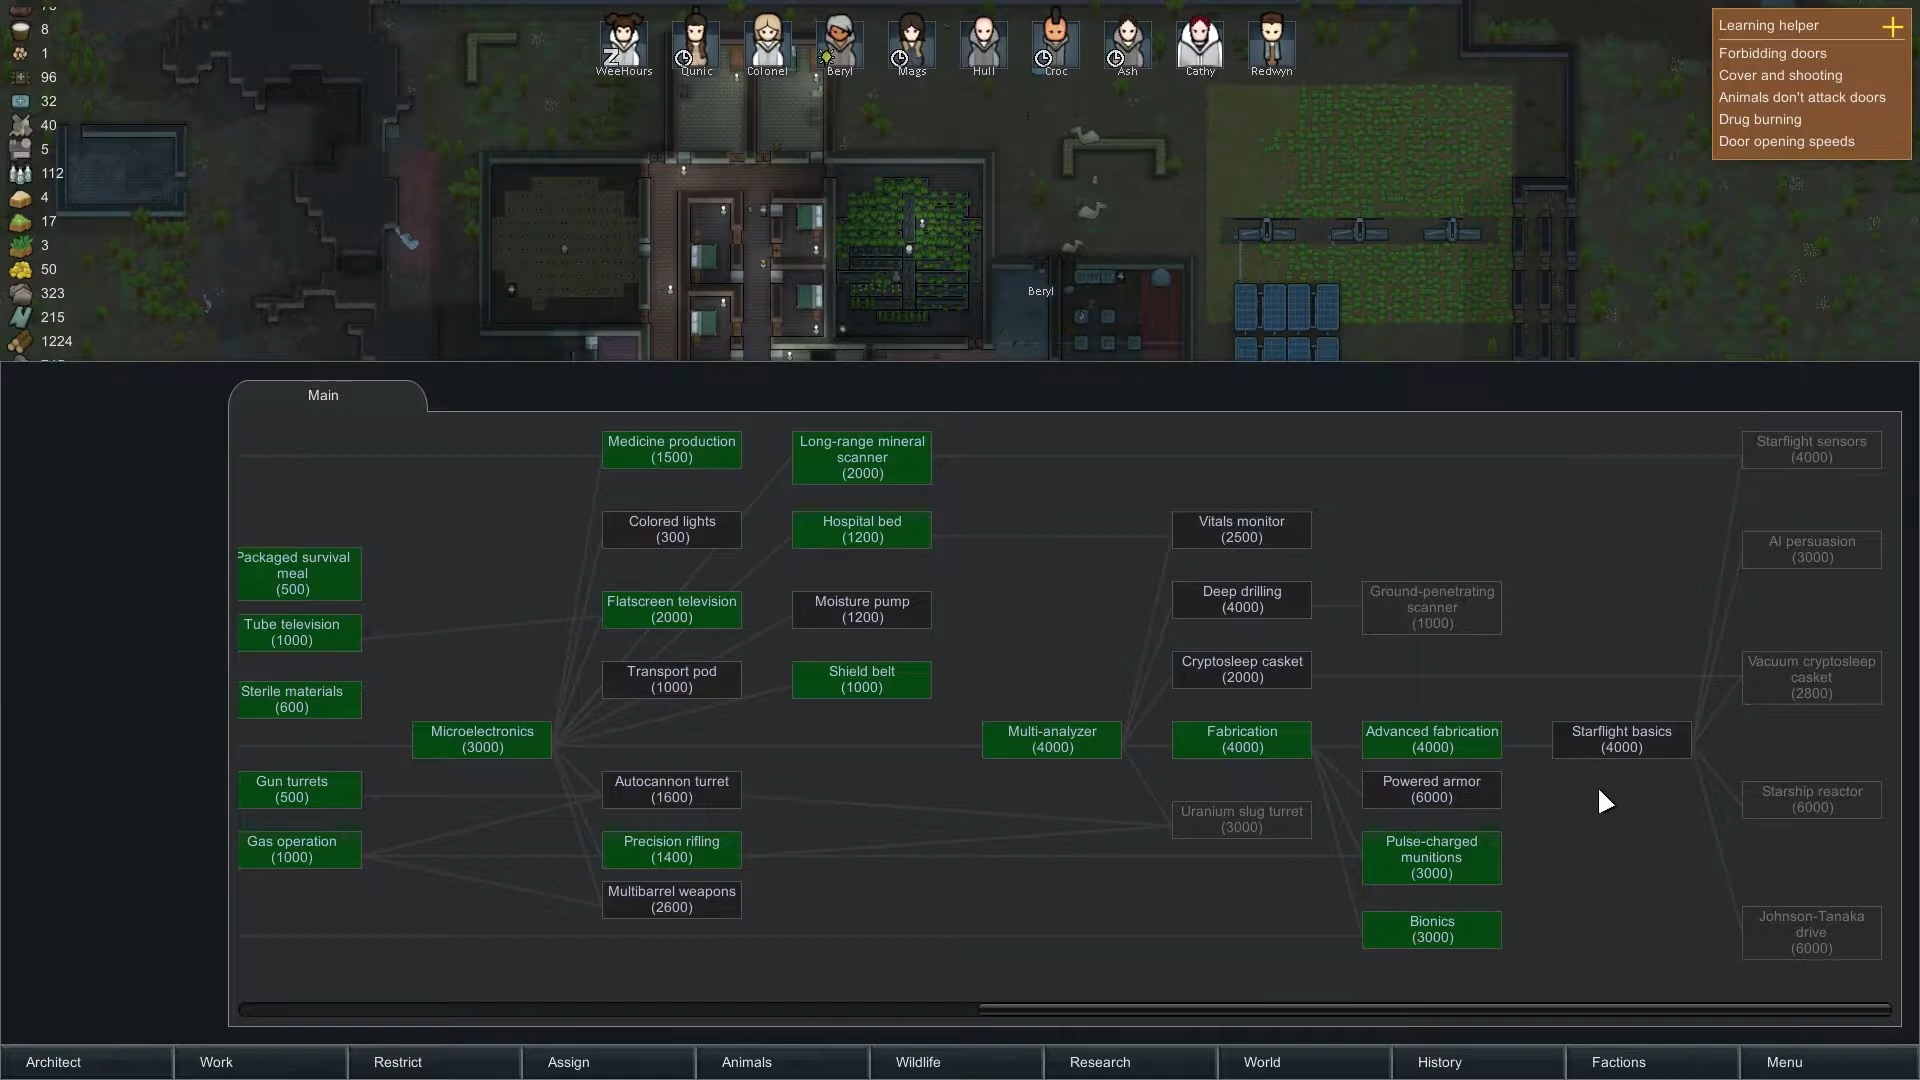 8
1
96
32
40
5
112
4
17
3
50
323
215
1224
Z
WeeHours
Qunic
Colonel
Beryl
Mags
Hull
Croc
Ash
Cathy
Redwyn
Learning helper
Forbidding doors
Cover and shooting
Animals don't attack doors
Drug burning
Door opening speeds
Beryl
Main
Packaged survival
meal
(500)
Tube television
(1000)
Sterile materials
(600)
Gun turrets
(500)
Gas operation
(1000)
Microelectronics
(3000)
Medicine production
(1500)
Colored lights
(300)
Flatscreen television
(2000)
Transport pod
(1000)
Autocannon turret
(1600)
Precision rifling
(1400)
Multibarrel weapons
(2600)
Long-range mineral
scanner
(2000)
Hospital bed
(1200)
Moisture pump
(1200)
Shield belt
(1000)
Multi-analyzer
(4000)
Vitals monitor
(2500)
Deep drilling
(4000)
Cryptosleep casket
(2000)
Fabrication
(4000)
Uranium slug turret
(3000)
Ground-penetrating
scanner
(1000)
Advanced fabrication
(4000)
Powered armor
(6000)
Pulse-charged
munitions
(3000)
Bionics
(3000)
Starflight basics
(4000)
Starflight sensors
(4000)
AI persuasion
(3000)
Vacuum cryptosleep
casket
(2800)
Starship reactor
(6000)
Johnson-Tanaka
drive
(6000)
Architect
Work
Restrict
Assign
Animals
Wildlife
Research
World
History
Factions
Menu